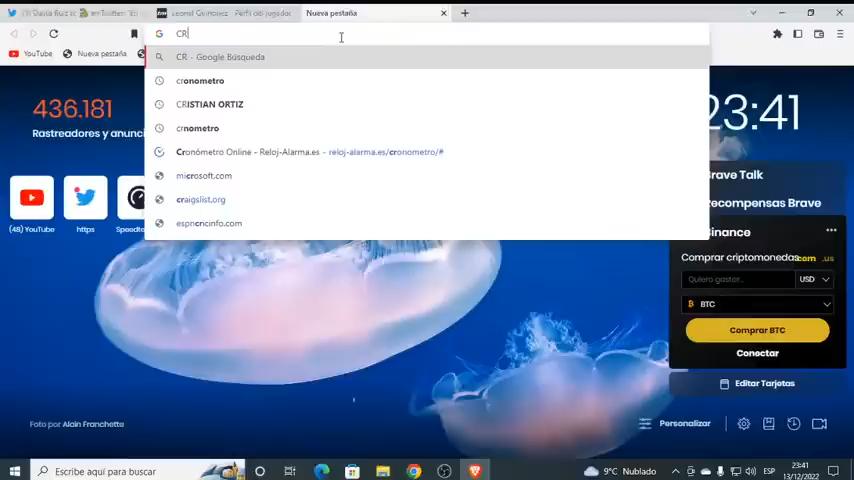 Nueva pestaña
CR
YouTube
Nueva pestaña
CR - Google Búsqueda
cronometro
CRISTIAN ORTIZ
crnometro
Cronómetro Online - Reloj-Alarma.es - reloj-alarma.es/cronometro/#
microsoft.com
craigslist.org
espncricinfo.com
436.181
Rastreadores y anunci
(48) YouTube
https
Speedte
23:41
Brave Talk
ecompensas Brave
Binance
Comprar criptomonedas .com .us
Quiero gastar... USD
BTC
Comprar BTC
Conectar
Editar Tarjetas
Foto por Alain Franchette
Personalizar
Escribe aquí para buscar
9°C Nublado
ESP
23:41
13/12/2022